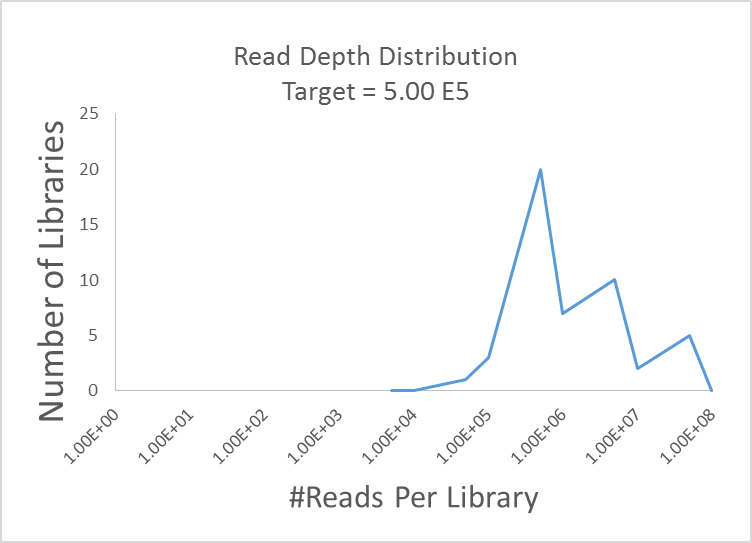 Read Depth Distribution
Target = 5.00 E5
25
20
15
10
5
0
Number of Libraries
1.00E+00
1.00E+01
1.00E+02
1.00E+03
1.00E+04
1.00E+05
1.00E+06
1.00E+07
1.00E+08
#Reads Per Library